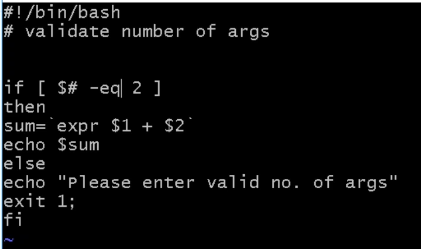 #!/bin/bash
# validate number of args
if [ $# -eq 2 ]
then
sum=`expr $1 + $2`
echo $sum
else
echo "Please enter valid no. of args"
exit 1;
fi
~